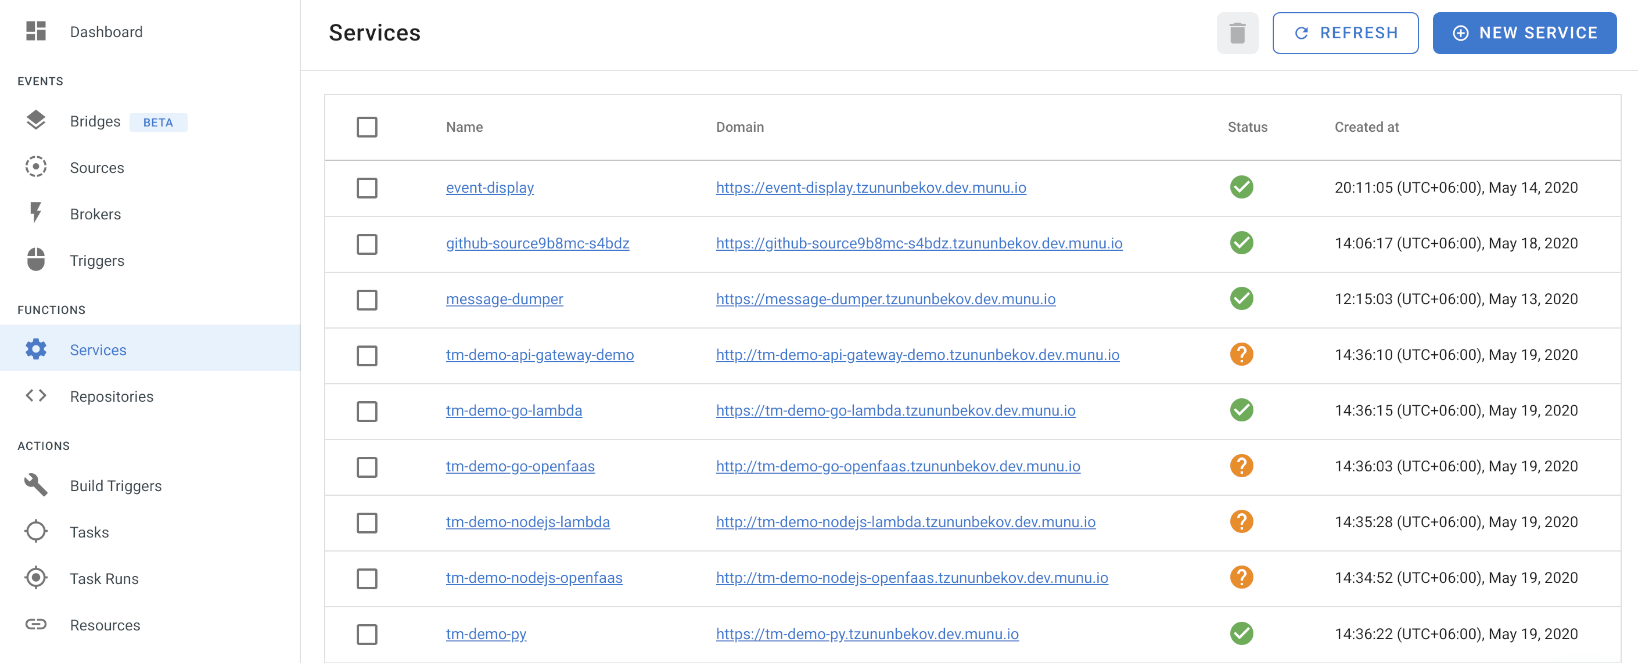 Dashboard
EVENTS
Bridges BETA
Sources
Brokers
Triggers
FUNCTIONS
Services
Repositories
ACTIONS
Build Triggers
Tasks
Task Runs
Resources
Services REFRESH NEW SERVICE
Name Domain Status Created at
event-display https://event-display.tzununbekov.dev.munu.io 20:11:05 (UTC+06:00), May 14, 2020
github-source9b8mc-s4bdz https://github-source9b8mc-s4bdz.tzununbekov.dev.munu.io 14:06:17 (UTC+06:00), May 18, 2020
message-dumper https://message-dumper.tzununbekov.dev.munu.io 12:15:03 (UTC+06:00), May 13, 2020
tm-demo-api-gateway-demo http://tm-demo-api-gateway-demo.tzununbekov.dev.munu.io ? 14:36:10 (UTC+06:00), May 19, 2020
tm-demo-go-lambda https://tm-demo-go-lambda.tzununbekov.dev.munu.io 14:36:15 (UTC+06:00), May 19, 2020
tm-demo-go-openfaas http://tm-demo-go-openfaas.tzununbekov.dev.munu.io ? 14:36:03 (UTC+06:00), May 19, 2020
tm-demo-nodejs-lambda http://tm-demo-nodejs-lambda.tzununbekov.dev.munu.io ? 14:35:28 (UTC+06:00), May 19, 2020
tm-demo-nodejs-openfaas http://tm-demo-nodejs-openfaas.tzununbekov.dev.munu.io ? 14:34:52 (UTC+06:00), May 19, 2020
tm-demo-py https://tm-demo-py.tzununbekov.dev.munu.io 14:36:22 (UTC+06:00), May 19, 2020